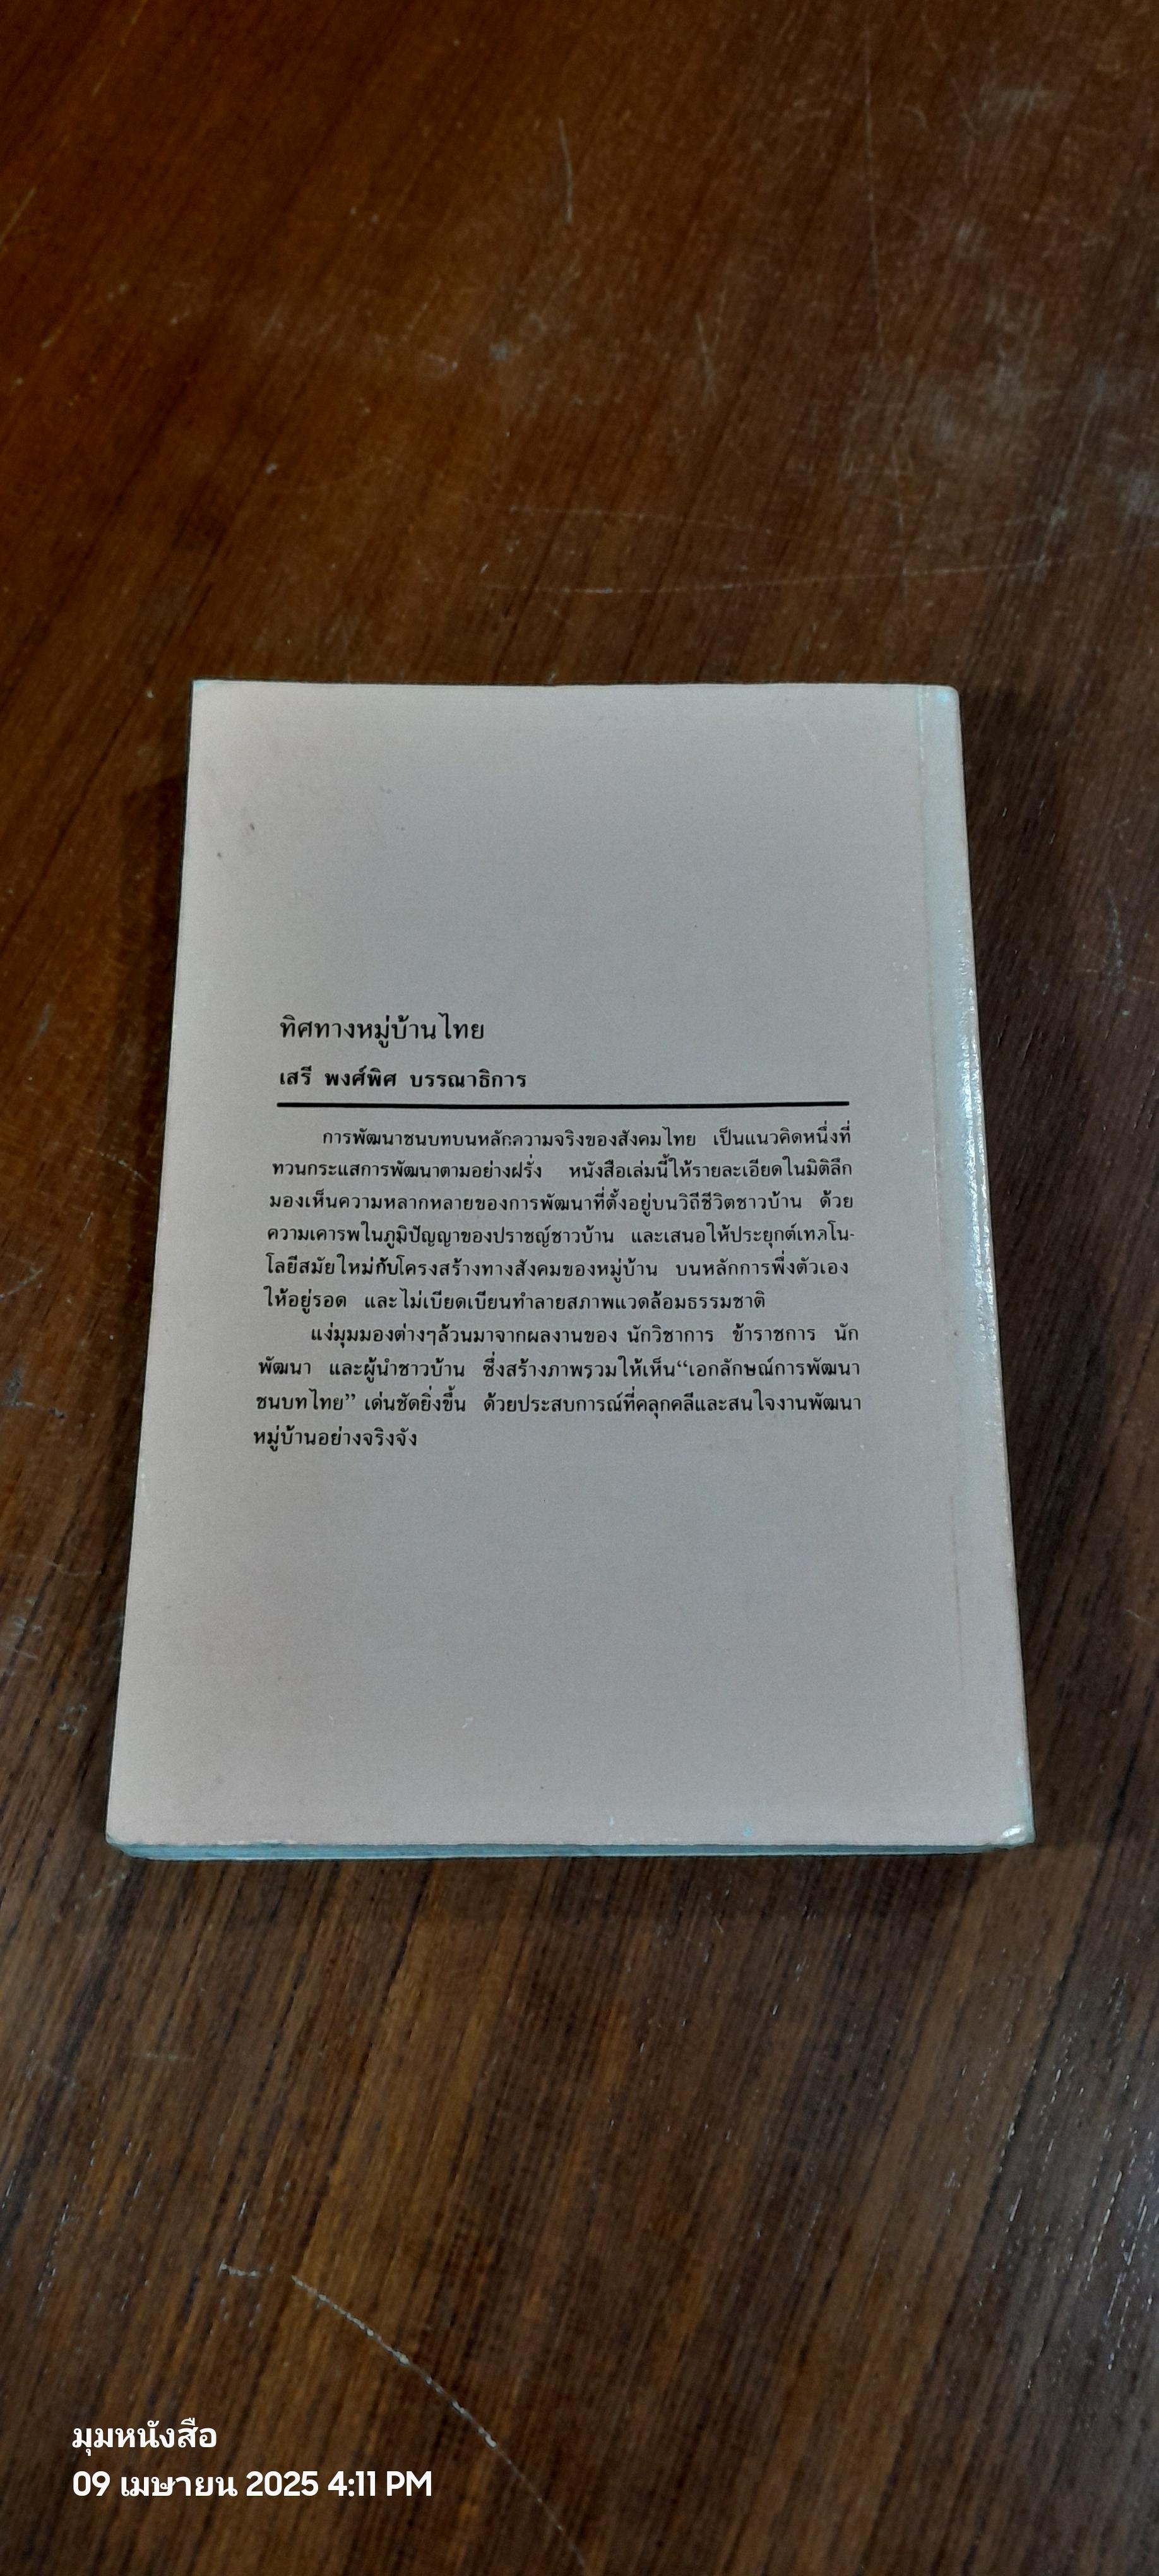 ทิศทางหมู่บ้านไทย
เสรี พงศ์พิศ บรรณาธิการ
การพัฒนาชนบทบนหลักความจริงของสังคมไทย เป็นแนวคิดหนึ่งที่
ทวนกระแสการพัฒนาตามอย่างฝรั่ง หนังสือเล่มนี้ให้รายละเอียดในมิติลึก
มองเห็นความหลากหลายของการพัฒนาที่ตั้งอยู่บนวิถีชีวิตชาวบ้าน ด้วย
ความเคารพในภูมิปัญญาของปราชญ์ชาวบ้าน และเสนอให้ประยุกต์เทคโน-
โลยีสมัยใหม่กับโครงสร้างทางสังคมของหมู่บ้าน บนหลักการพึ่งตัวเอง
ให้อยู่รอด และไม่เบียดเบียนทำลายสภาพแวดล้อมธรรมชาติ
แง่มุมมองต่างๆล้วนมาจากผลงานของ นักวิชาการ ข้าราชการ นัก
พัฒนา และผู้นำชาวบ้าน ซึ่งสร้างภาพรวมให้เห็น“เอกลักษณ์การพัฒนา
ชนบทไทย” เด่นชัดยิ่งขึ้น ด้วยประสบการณ์ที่คลุกคลีและสนใจงานพัฒนา
หมู่บ้านอย่างจริงจัง
มุมหนังสือ
09 เมษายน 2025 4:11 PM